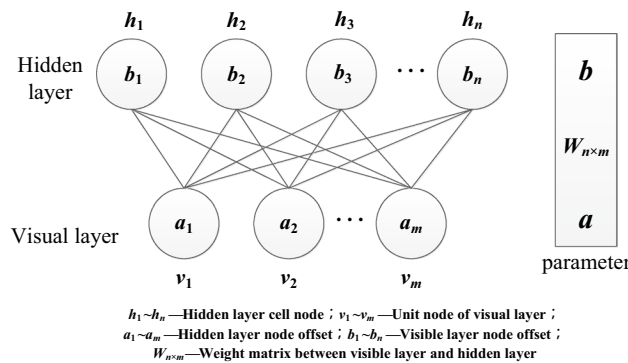 h₁ h₂ h₃ hₙ
Hidden layer
b₁ b₂ b₃ ··· bₙ
b
Wₙₓₘ
a
parameter
Visual layer
a₁ a₂ ··· aₘ
v₁ v₂ vₘ
h₁~hₙ—Hidden layer cell node；v₁~vₘ—Unit node of visual layer；
a₁~aₘ—Hidden layer node offset；b₁~bₙ—Visible layer node offset；
Wₙₓₘ—Weight matrix between visible layer and hidden layer